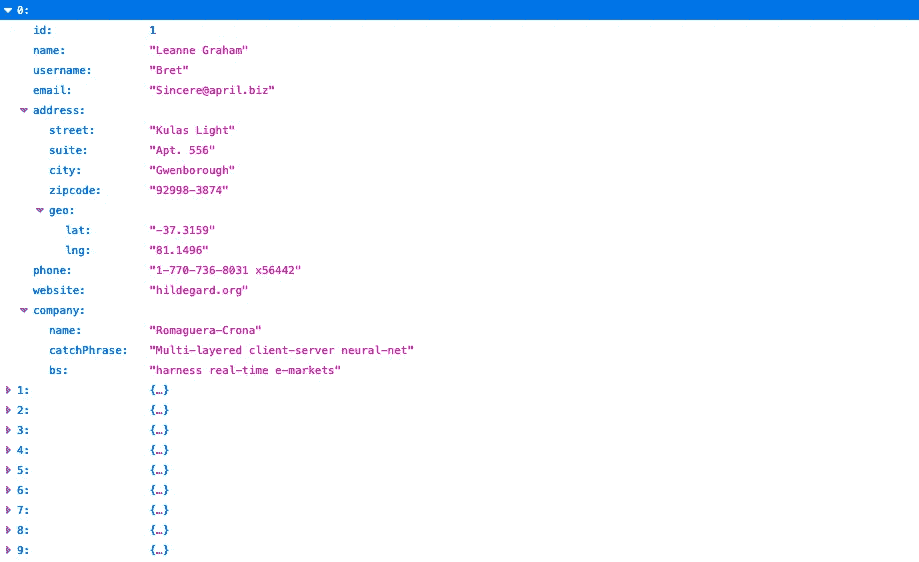 0:
id: 1
name: "Leanne Graham"
username: "Bret"
email: "Sincere@april.biz"
address:
street: "Kulas Light"
suite: "Apt. 556"
city: "Gwenborough"
zipcode: "92998-3874"
geo:
lat: "-37.3159"
lng: "81.1496"
phone: "1-770-736-8031 x56442"
website: "hildegard.org"
company:
name: "Romaguera-Crona"
catchPhrase: "Multi-layered client-server neural-net"
bs: "harness real-time e-markets"
1: {…}
2: {…}
3: {…}
4: {…}
5: {…}
6: {…}
7: {…}
8: {…}
9: {…}